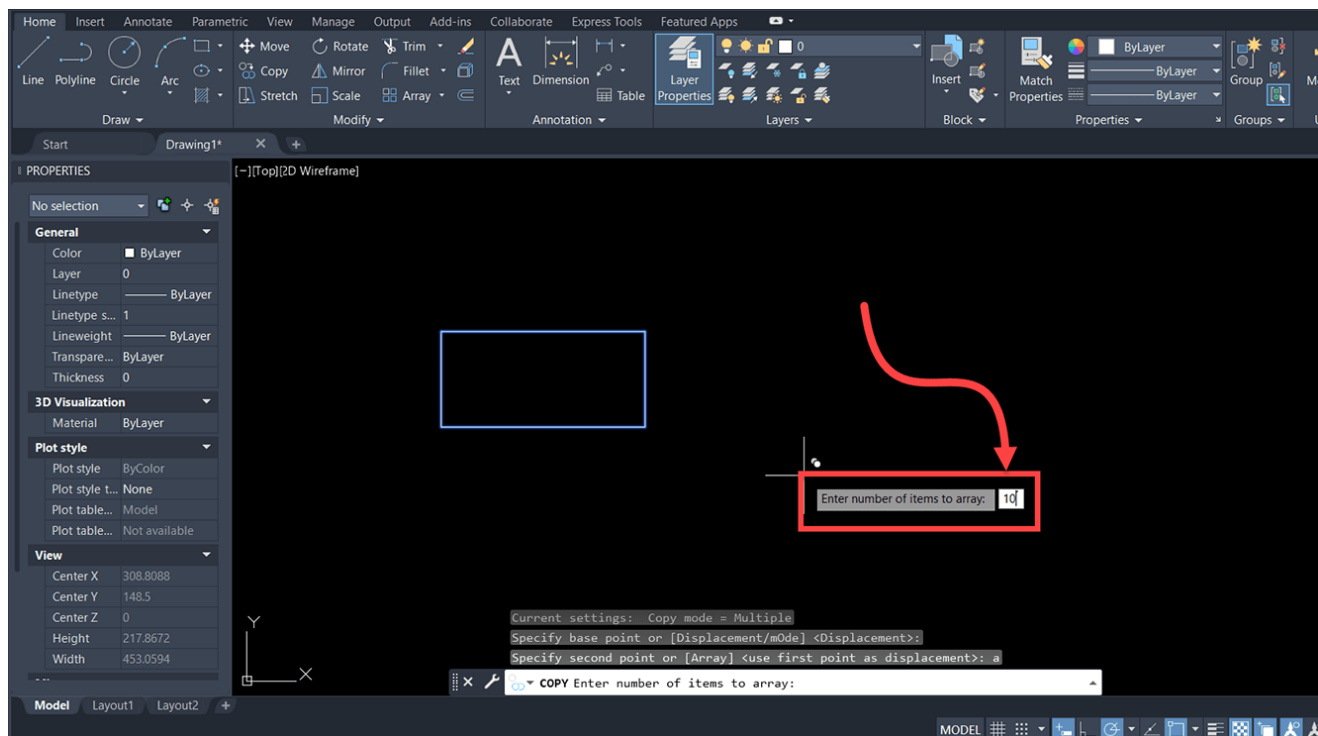 Home Insert Annotate Parametric View Manage Output Add-ins Collaborate Express Tools Featured Apps
Move Rotate Trim 0 ByLayer
Copy Mirror Fillet ByLayer
Line Polyline Circle Arc Text Dimension Layer Properties Insert Match Properties Group
Stretch Scale Array Table ByLayer
Draw Modify Annotation Layers Block Properties Groups
Start Drawing1*
PROPERTIES
[−][Top][2D Wireframe]
No selection
General
Color ByLayer
Layer 0
Linetype ByLayer
Linetype s... 1
Lineweight ByLayer
Transpare... ByLayer
Thickness 0
3D Visualization
Material ByLayer
Plot style
Plot style ByColor
Plot style t... None
Plot table... Model
Plot table... Not available
View
Center X 308.8088
Center Y 148.5
Center Z 0
Height 217.8672
Width 453.0594
Enter number of items to array: 10
Y
X
Current settings: Copy mode = Multiple
Specify base point or [Displacement/mOde] <Displacement>:
Specify second point or [Array] <use first point as displacement>: a
COPY Enter number of items to array:
Model Layout1 Layout2 +
MODEL